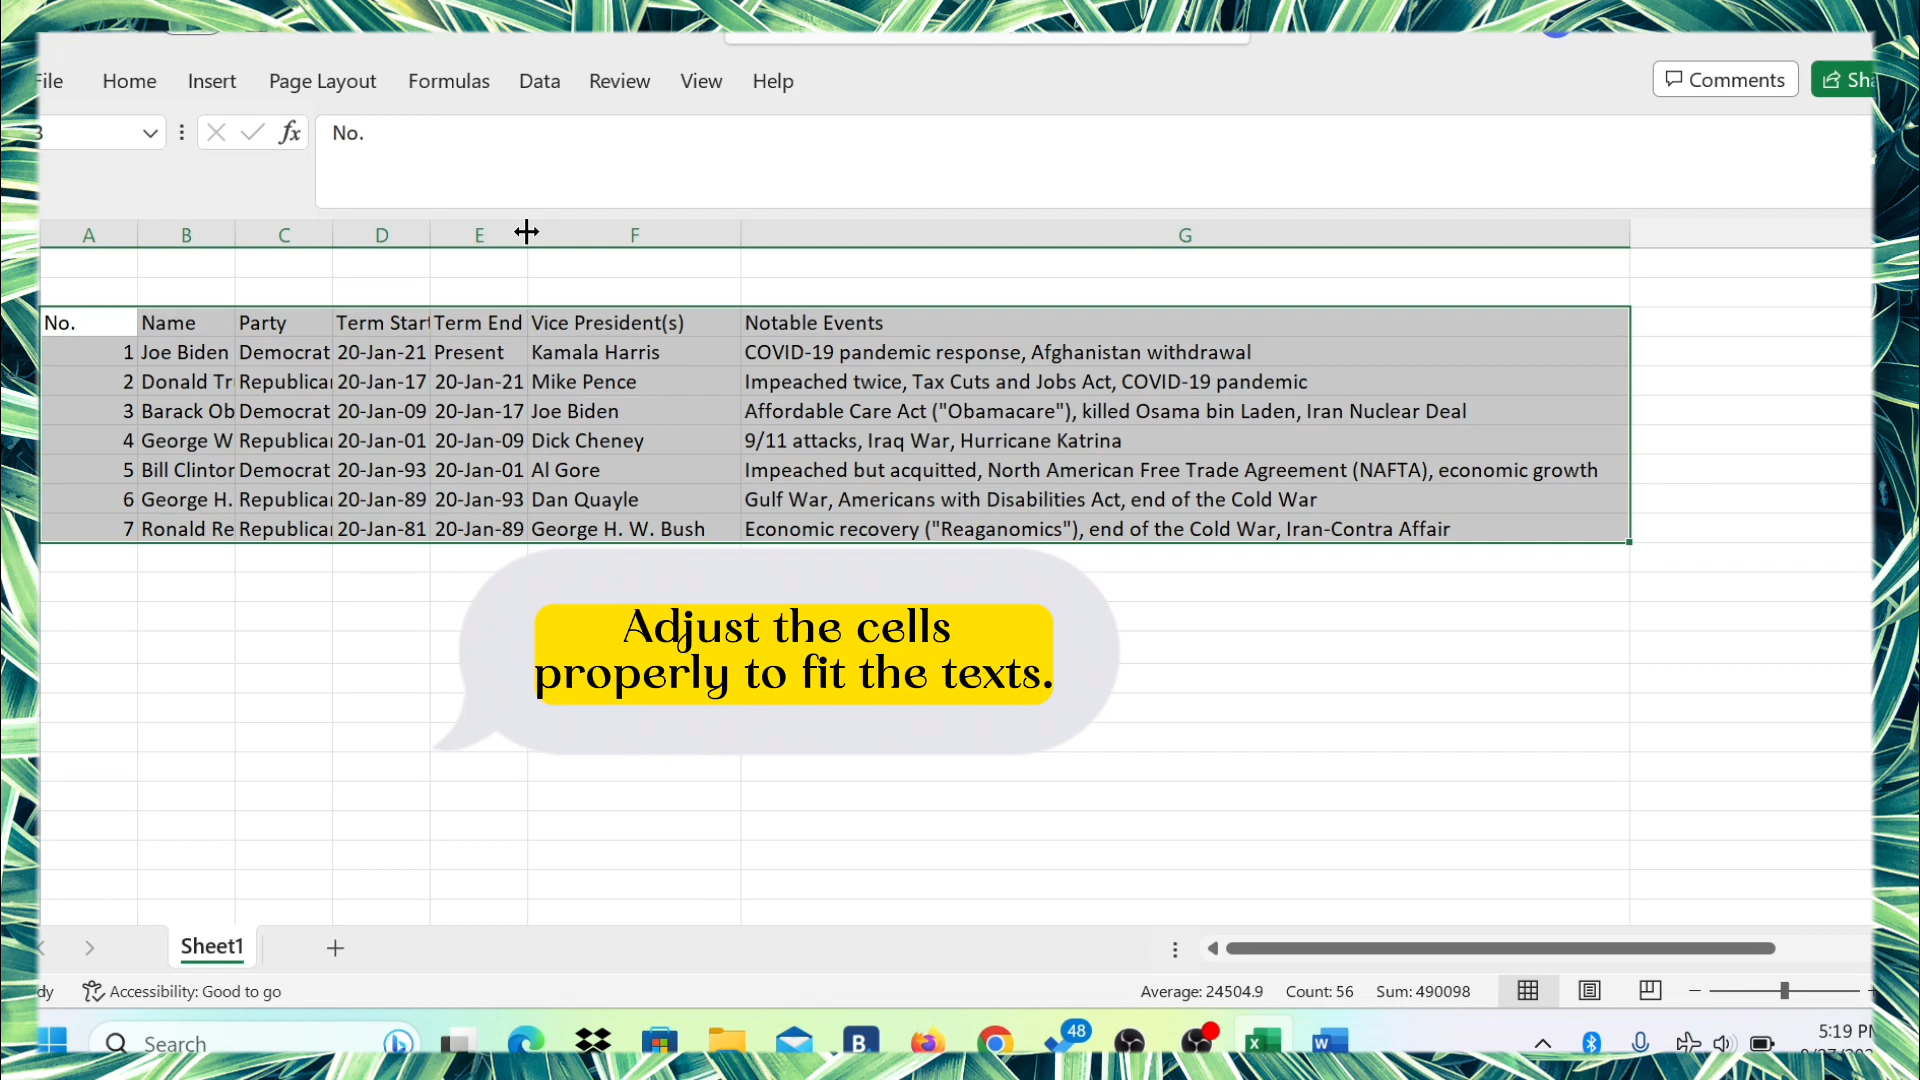 File Home Insert Page Layout Formulas Data Review View Help Comments
fx No.
A B C D E F G
No. Name Party Term Start Term End Vice President(s) Notable Events
1 Joe Biden Democrat 20-Jan-21 Present Kamala Harris COVID-19 pandemic response, Afghanistan withdrawal
2 Donald Tr Republica 20-Jan-17 20-Jan-21 Mike Pence Impeached twice, Tax Cuts and Jobs Act, COVID-19 pandemic
3 Barack Ob Democrat 20-Jan-09 20-Jan-17 Joe Biden Affordable Care Act ("Obamacare"), killed Osama bin Laden, Iran Nuclear Deal
4 George W Republica 20-Jan-01 20-Jan-09 Dick Cheney 9/11 attacks, Iraq War, Hurricane Katrina
5 Bill Clinton Democrat 20-Jan-93 20-Jan-01 Al Gore Impeached but acquitted, North American Free Trade Agreement (NAFTA), economic growth
6 George H. Republica 20-Jan-89 20-Jan-93 Dan Quayle Gulf War, Americans with Disabilities Act, end of the Cold War
7 Ronald Re Republica 20-Jan-81 20-Jan-89 George H. W. Bush Economic recovery ("Reaganomics"), end of the Cold War, Iran-Contra Affair
Adjust the cells
properly to fit the texts.
Sheet1
Accessibility: Good to go Average: 24504.9 Count: 56 Sum: 490098
Search B. 48 5:19 PM